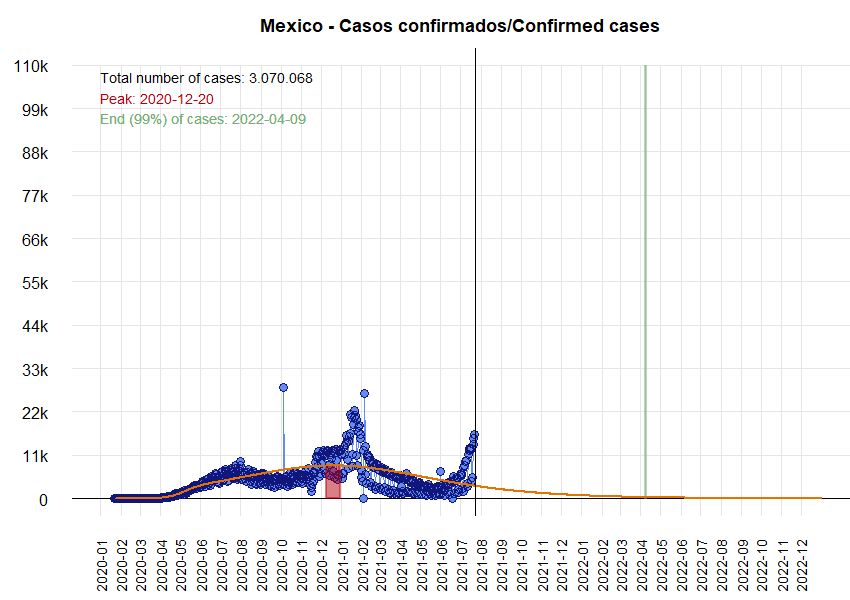 Mexico - Casos confirmados/Confirmed cases
110k
Total number of cases: 3.070.068
Peak: 2020-12-20
99k
End (99%) of cases: 2022-04-09
88k
77k
66k
55k
44k
33k
22k
11k
0
2020-01
2020-02
2020-03
2020-04
2020-05
2020-06
2020-07
2020-08
2020-09
2020-10
2020-11
2020-12
2021-01
2021-02
2021-03
2021-04
2021-05
2021-06
2021-07
2021-08
2021-09
2021-10
2021-11
2021-12
2022-01
2022-02
2022-03
2022-04
2022-05
2022-06
2022-07
2022-08
2022-09
2022-10
2022-11
2022-12